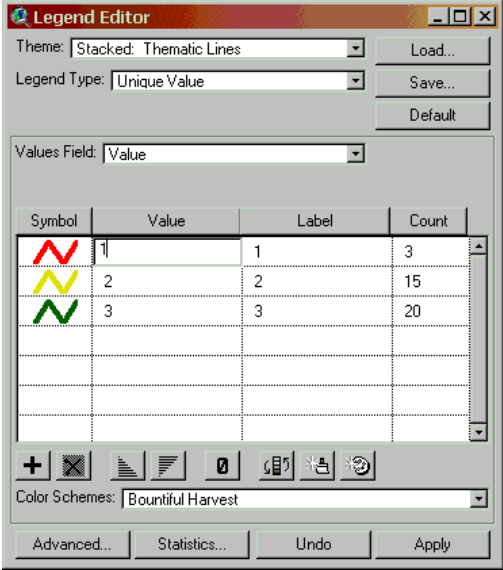 Legend Editor
Theme: Stacked: Thematic Lines
Load...
Legend Type: Unique Value
Save...
Default
Values Field: Value
Symbol Value Label Count
1 1 3
2 2 15
3 3 20
0
Color Schemes: Bountiful Harvest
Advanced... Statistics... Undo Apply